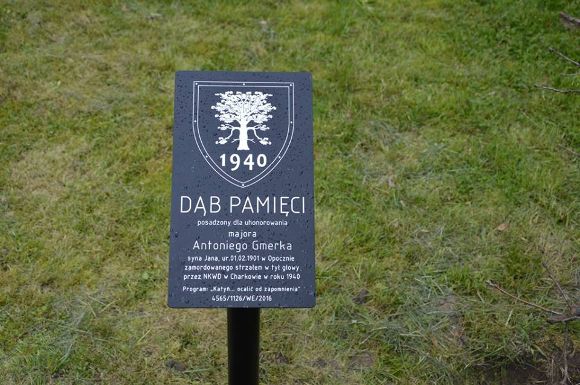 1940
DĄB PAMIĘCI
posadzony dla uhonorowania
majora
Antoniego Gmerka
syna Jana, ur. 01.02.1901 w Opocznie
zamordowanego strzałem w tył głowy
przez NKWD w Charkowie w roku 1940
Program: „Katyń... ocalić od zapomnienia"
4565/1126/WE/2016